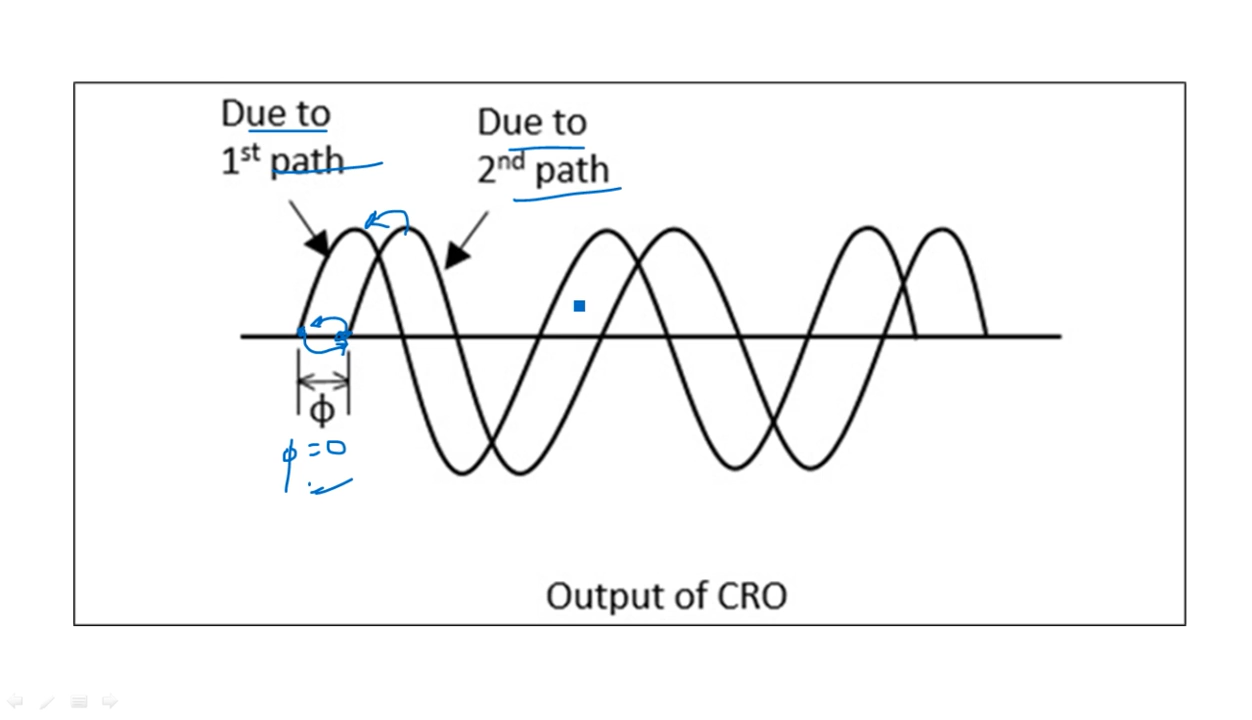 Due to
1st path
Due to
2nd path
ϕ
ϕ = 0
Output of CRO